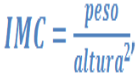 IMC = peso / altura²,